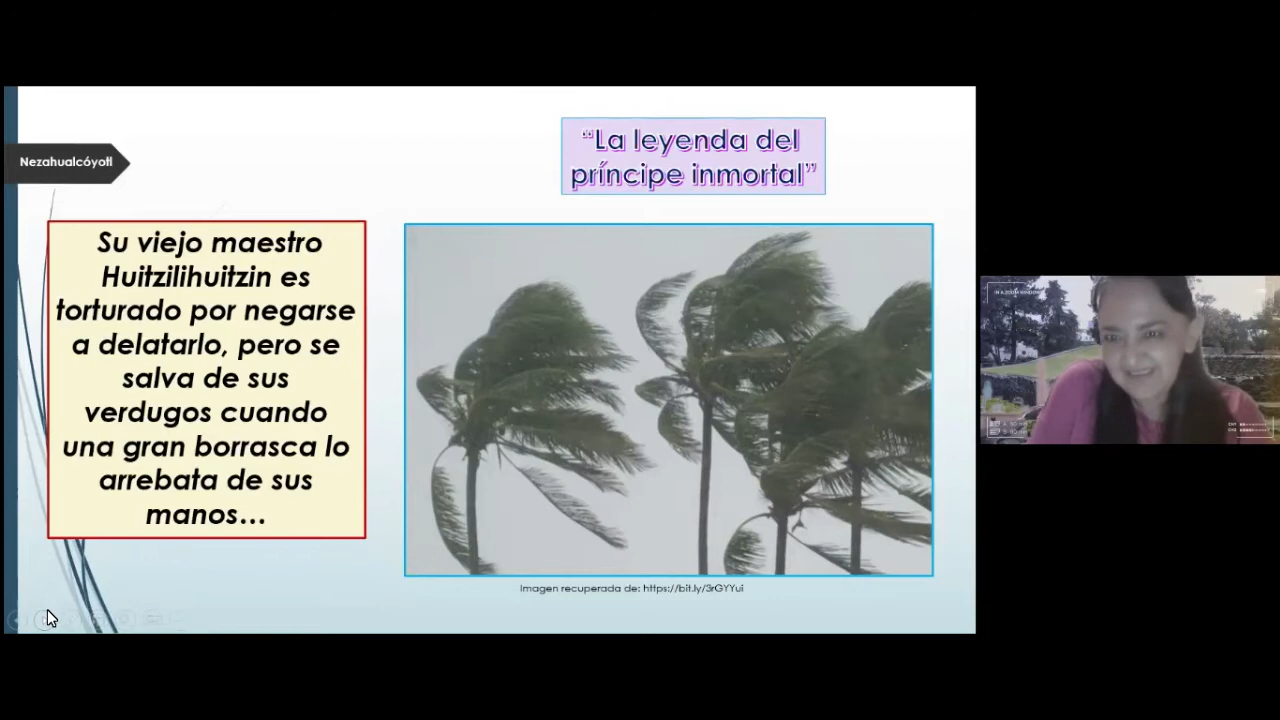 Nezahualcóyotl
“La leyenda del
príncipe inmortal”
Su viejo maestro
Huitzilihuitzin es
torturado por negarse
a delatarlo, pero se
salva de sus
verdugos cuando
una gran borrasca lo
arrebata de sus
manos…
Imagen recuperada de: https://bit.ly/3rGYYui